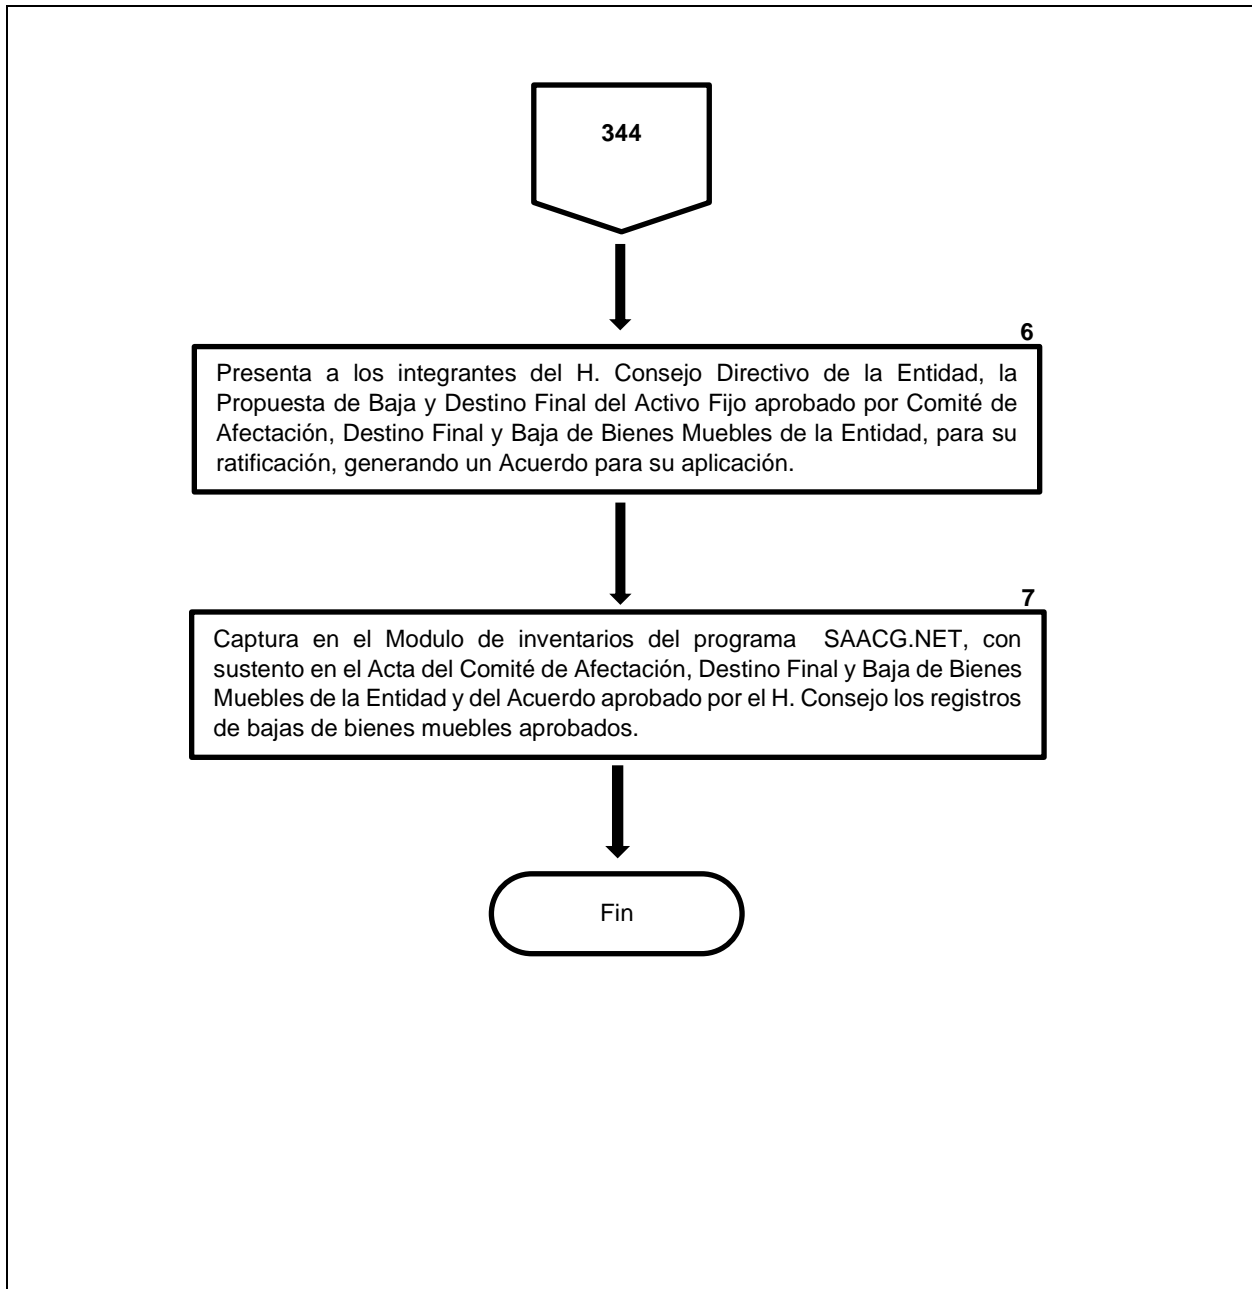 344
6
Presenta a los integrantes del H. Consejo Directivo de la Entidad, la
Propuesta de Baja y Destino Final del Activo Fijo aprobado por Comité de
Afectación, Destino Final y Baja de Bienes Muebles de la Entidad, para su
ratificación, generando un Acuerdo para su aplicación.
7
Captura en el Modulo de inventarios del programa SAACG.NET, con
sustento en el Acta del Comité de Afectación, Destino Final y Baja de Bienes
Muebles de la Entidad y del Acuerdo aprobado por el H. Consejo los registros
de bajas de bienes muebles aprobados.
Fin